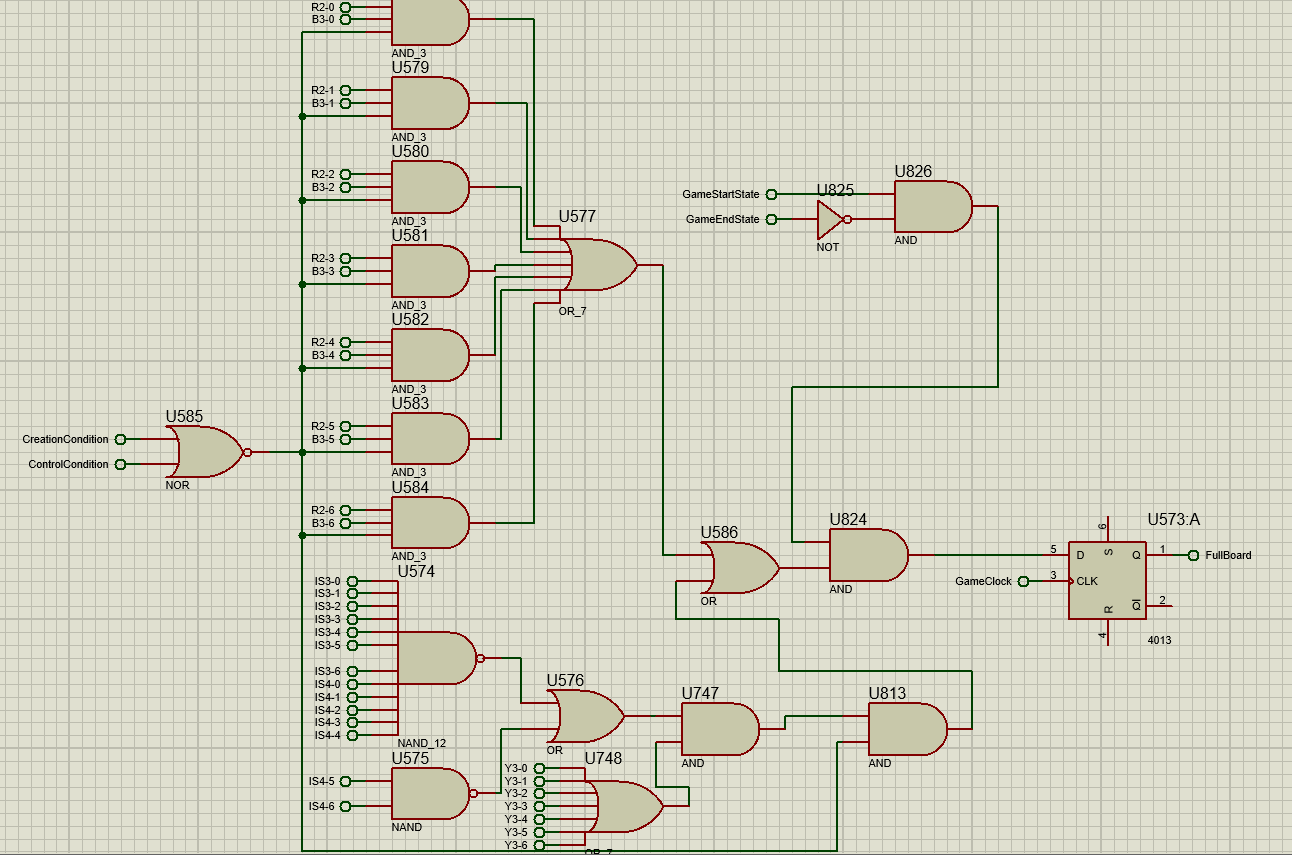 R2-0
B3-0
AND_3
U579
R2-1
B3-1
AND_3
U580
R2-2
B3-2
AND_3
U581
R2-3
B3-3
AND_3
U582
R2-4
B3-4
AND_3
U583
R2-5
B3-5
AND_3
U584
R2-6
B3-6
AND_3
U577
OR_7
GameStartState
GameEndState
U825
NOT
U826
AND
U585
CreationCondition
ControlCondition
NOR
U574
IS3-0
IS3-1
IS3-2
IS3-3
IS3-4
IS3-5
IS3-6
IS4-0
IS4-1
IS4-2
IS4-3
IS4-4
NAND_12
U575
IS4-5
IS4-6
NAND
U576
OR
U748
Y3-0
Y3-1
Y3-2
Y3-3
Y3-4
Y3-5
Y3-6
OR_7
U747
AND
U813
AND
U586
OR
U824
AND
U573:A
GameClock
5
3
D
CLK
6
S
R
4
Q
Q
1
2
FullBoard
4013